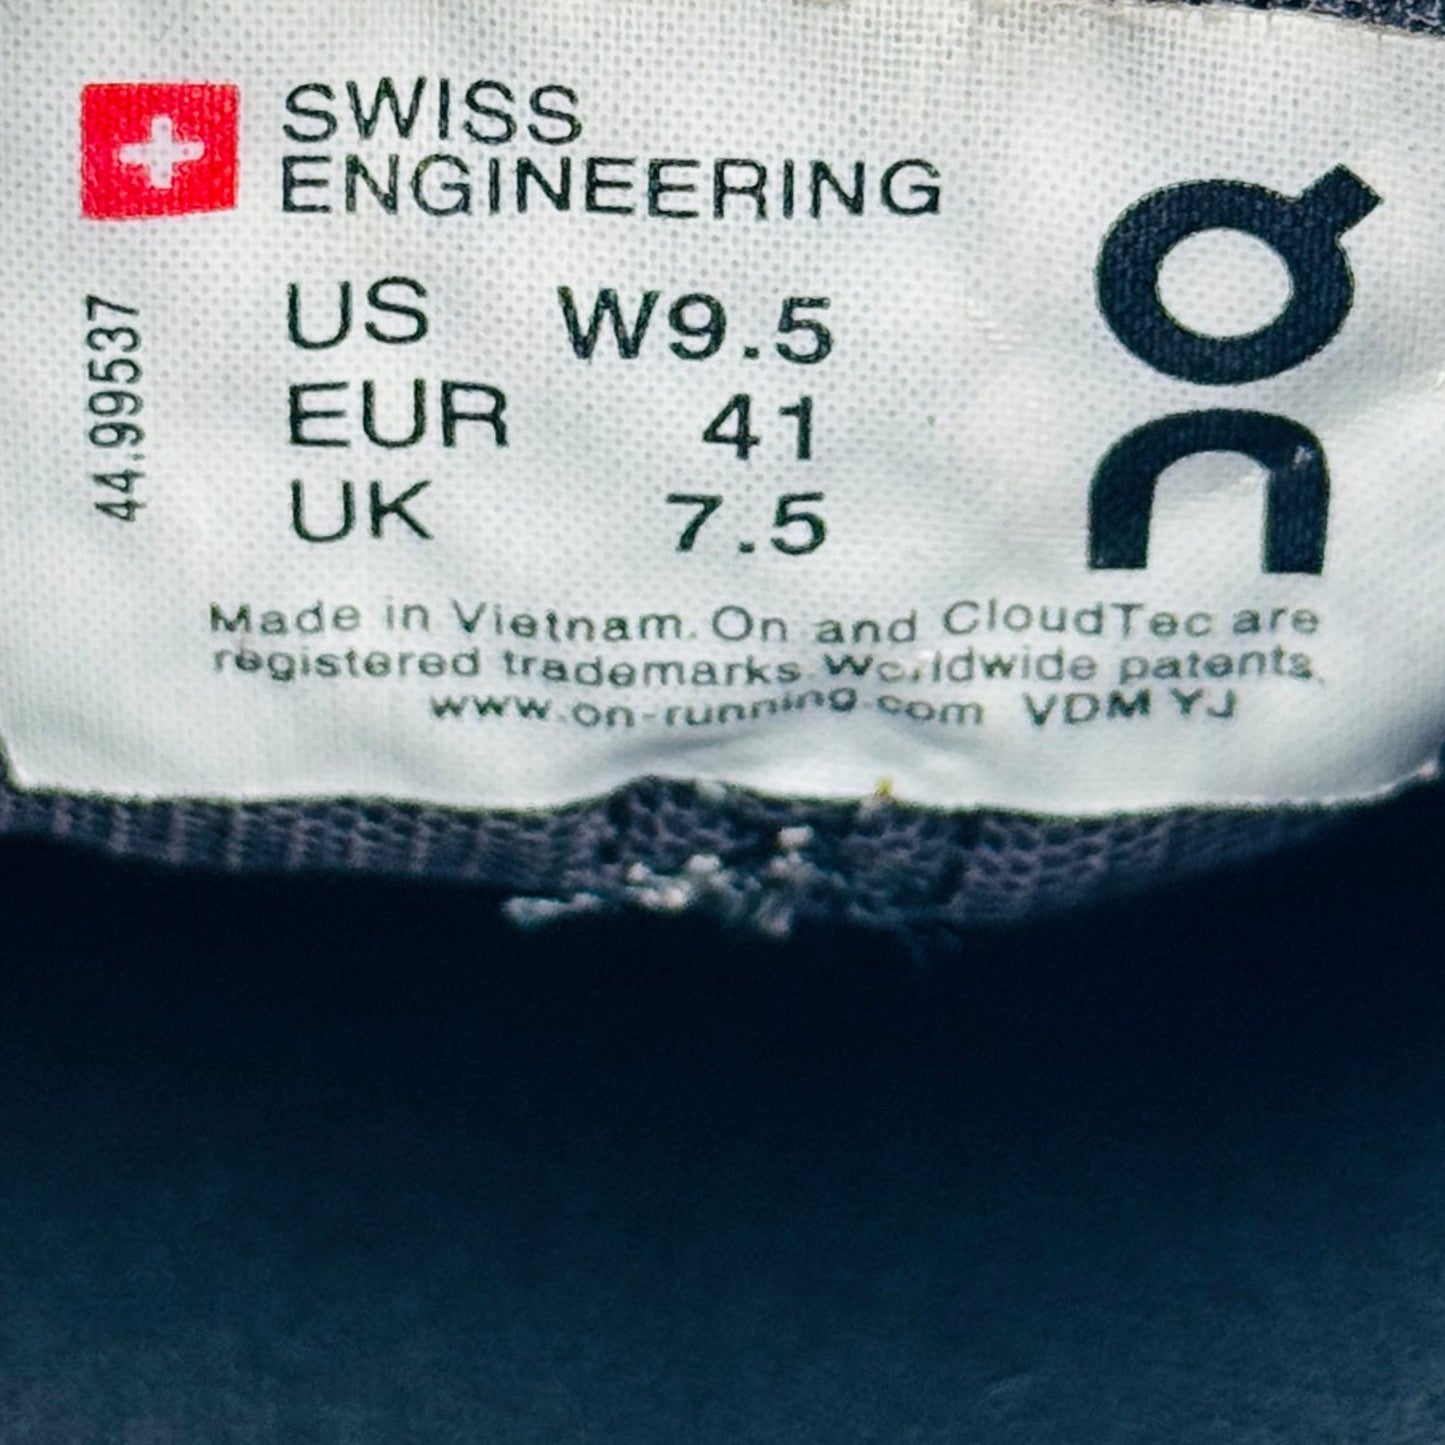 SWISS
ENGINEERING
US W9.5
EUR 41
UK 7.5
44.99537
On
Made in Vietnam. On and CloudTec are
registered trademarks. Worldwide patents.
www.on-running.com VDM YJ